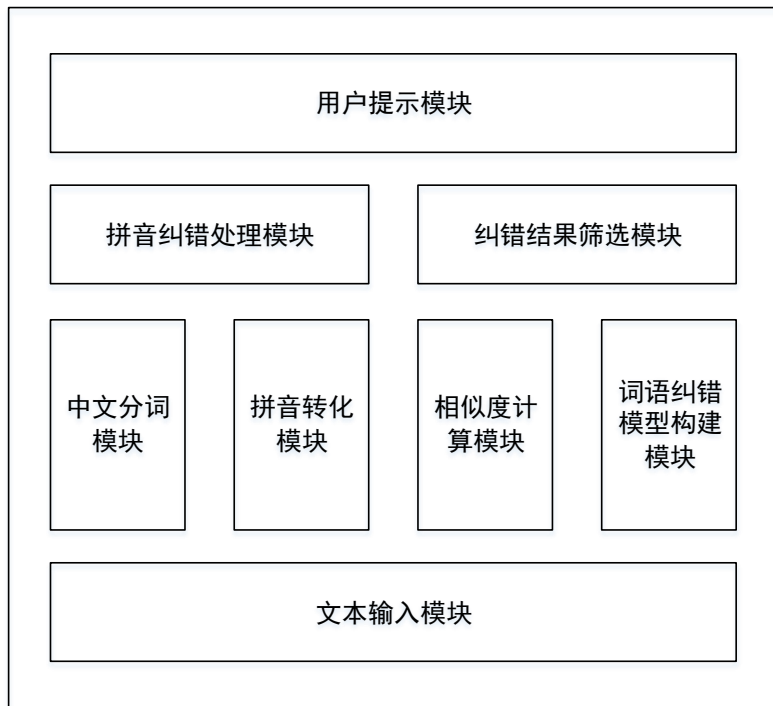 用户提示模块
拼音纠错处理模块
纠错结果筛选模块
中文分词
模块
拼音转化
模块
相似度计
算模块
词语纠错
模型构建
模块
文本输入模块